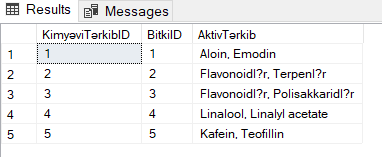 Results Messages
KimyəviTərkibID BitkiID AktivTərkib
1 1 1 Aloin, Emodin
2 2 2 Flavonoidl?r, Terpenl?r
3 3 3 Flavonoidl?r, Polisakkaridl?r
4 4 4 Linalool, Linalyl acetate
5 5 5 Kafein, Teofillin